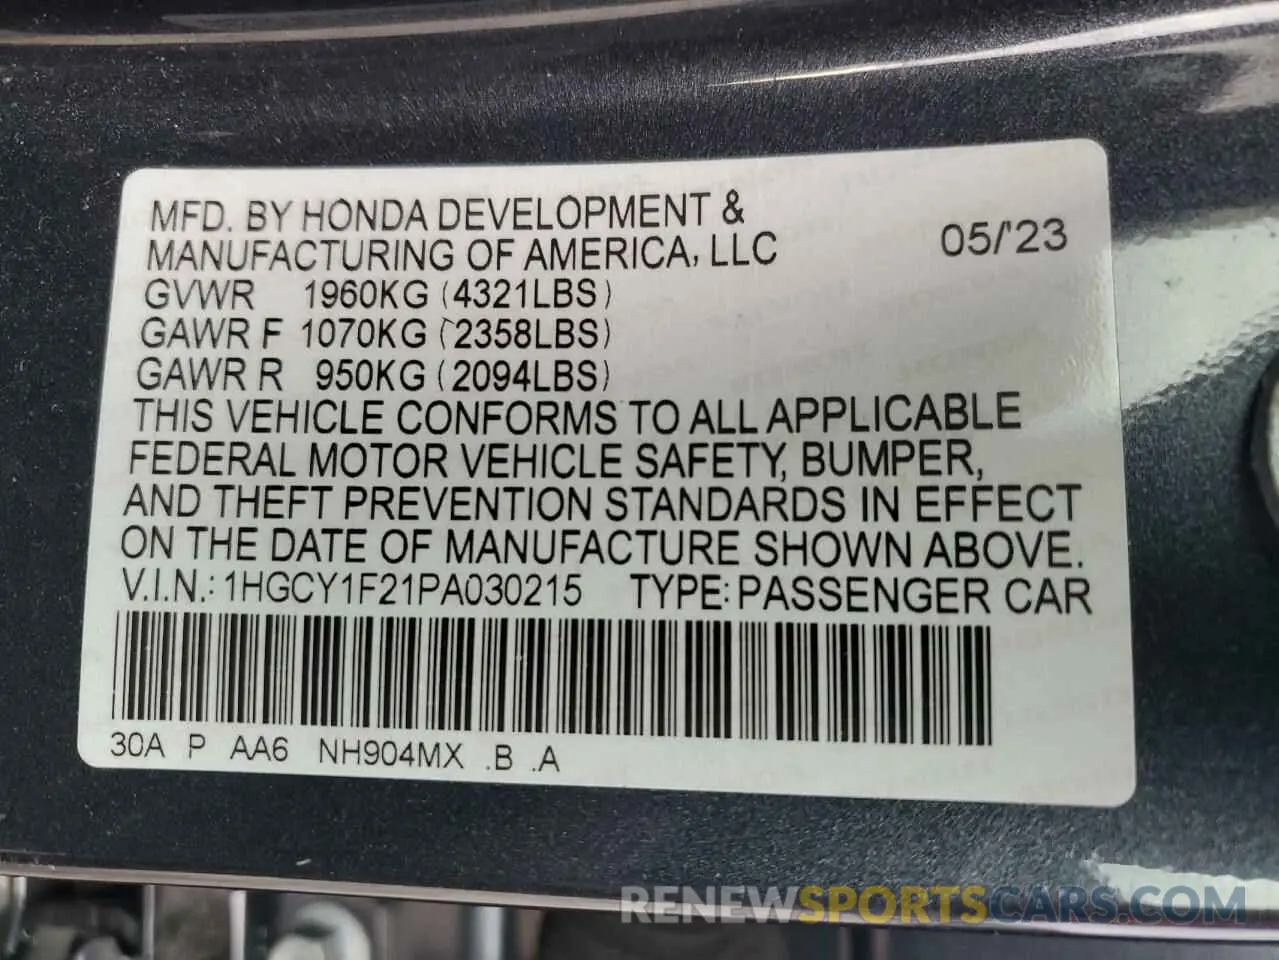 MFD. BY HONDA DEVELOPMENT &
MANUFACTURING OF AMERICA, LLC
05/'23
GVWR 1960KG (4321LBS)
GAWR F 1070KG (2358LBS)
GAWR R 950KG (2094LBS)
THIS VEHICLE CONFORMS TO ALL APPLICABLE
FEDERAL MOTOR VEHICLE SAFETY, BUMPER,
AND THEFT PREVENTION STANDARDS IN EFFECT
ON THE DATE OF MANUFACTURE SHOWN ABOVE.
V.I.N.: 1HGCY1F21PA030215 TYPE: PASSENGER CAR
30A P AA6 NH904MX .B .A
RENEWSPORTSCARS.COM